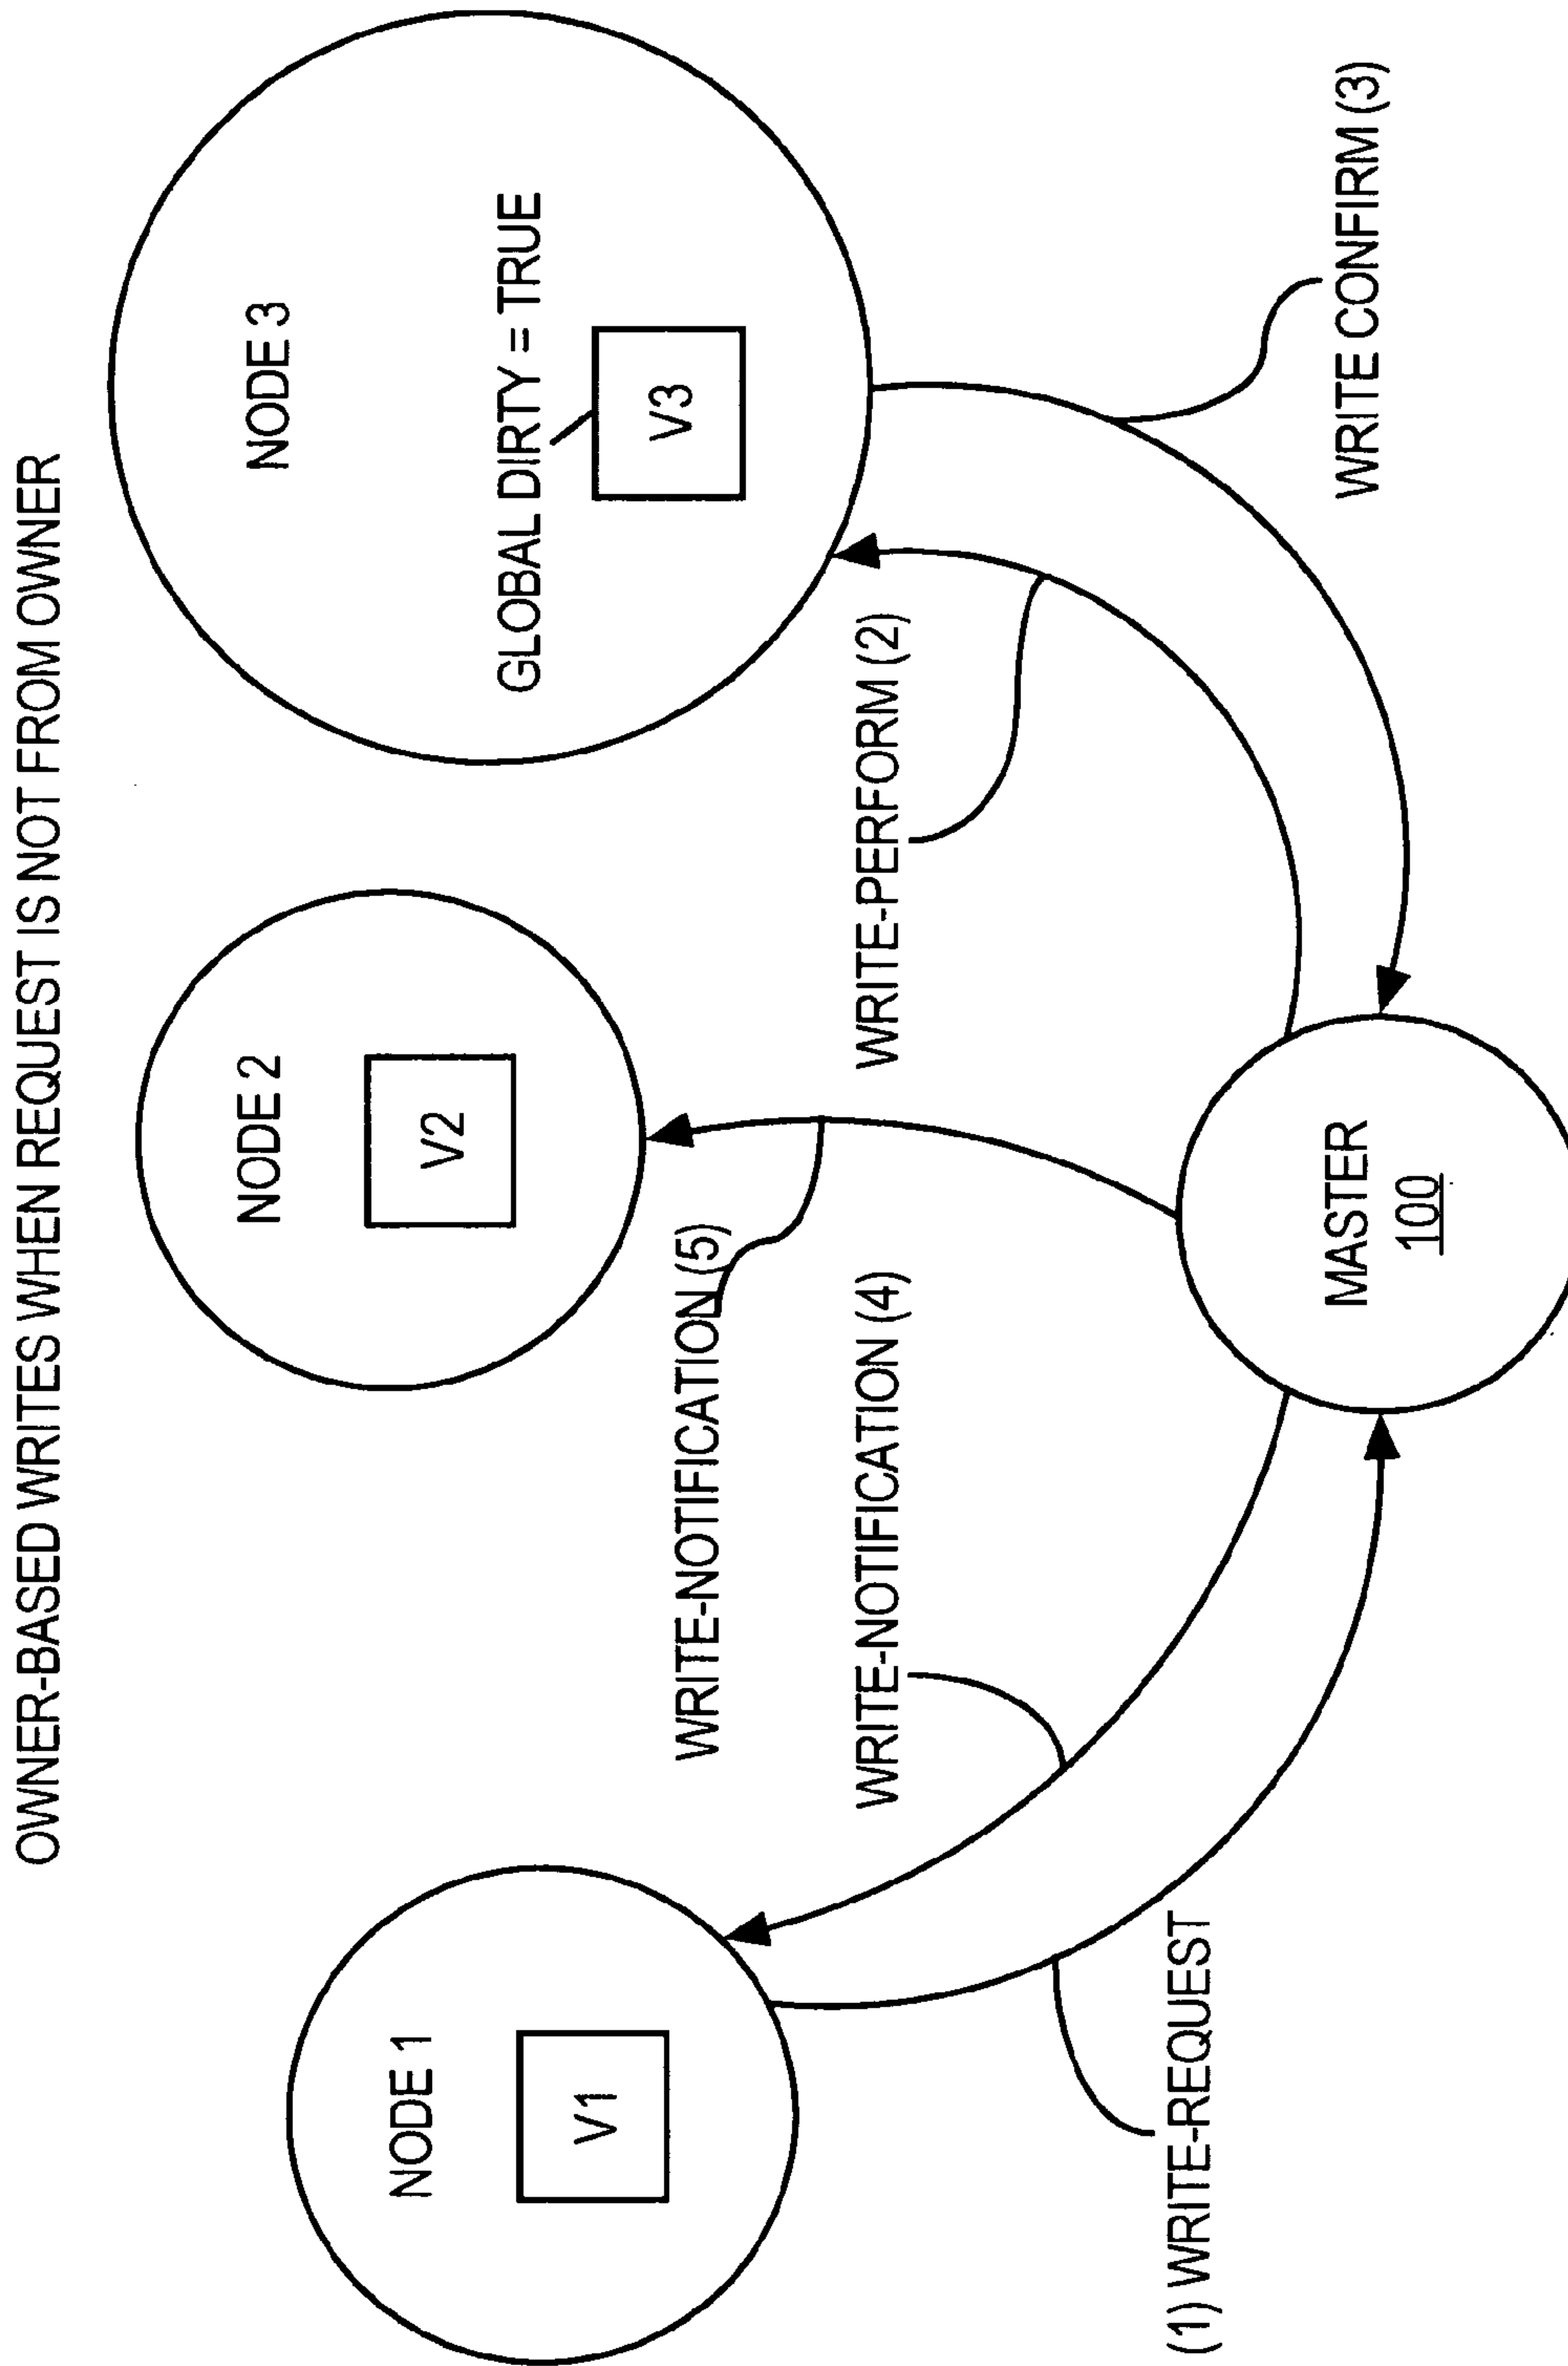 OWNER-BASED WRITES WHEN REQUEST IS NOT FROM OWNER
NODE 1
V1
NODE 2
V2
NODE 3
GLOBAL DIRTY = TRUE
V3
WRITE-NOTIFICATION (5)
WRITE-NOTIFICATION (4)
WRITE-PERFORM (2)
(1) WRITE-REQUEST
MASTER
100
WRITE CONFIRM (3)